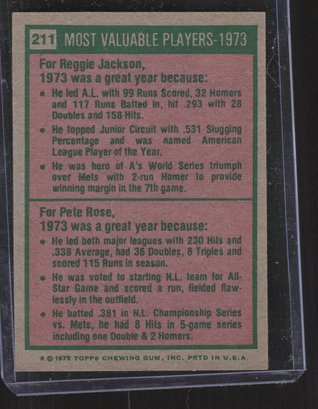 211 MOST VALUABLE PLAYERS-1973
For Reggie Jackson,
1973 was a great year because:
• He led A.L. with 99 Runs Scored, 32 Homers
and 117 Runs Batted In, hit .293 with 28
Doubles and 158 Hits.
• He topped Junior Circuit with .531 Slugging
Percentage and was named American
League Player of the Year.
• He was hero of A's World Series triumph
over Mets with 2-run Homer to provide
winning margin in the 7th game.
For Pete Rose,
1973 was a great year because:
• He led both major leagues with 230 Hits and
.338 Average, had 36 Doubles, 8 Triples and
scored 115 Runs in season.
• He was voted to starting N.L. team for All-
Star Game and scored a run, fielded flaw-
lessly in the outfield.
• He batted .381 in N.L. Championship Series
vs. Mets, he had 8 Hits in 5-game series
including one Double & 2 Homers.
* © 1975 TOPPS CHEWING GUM, INC. PRTD IN U.S.A.